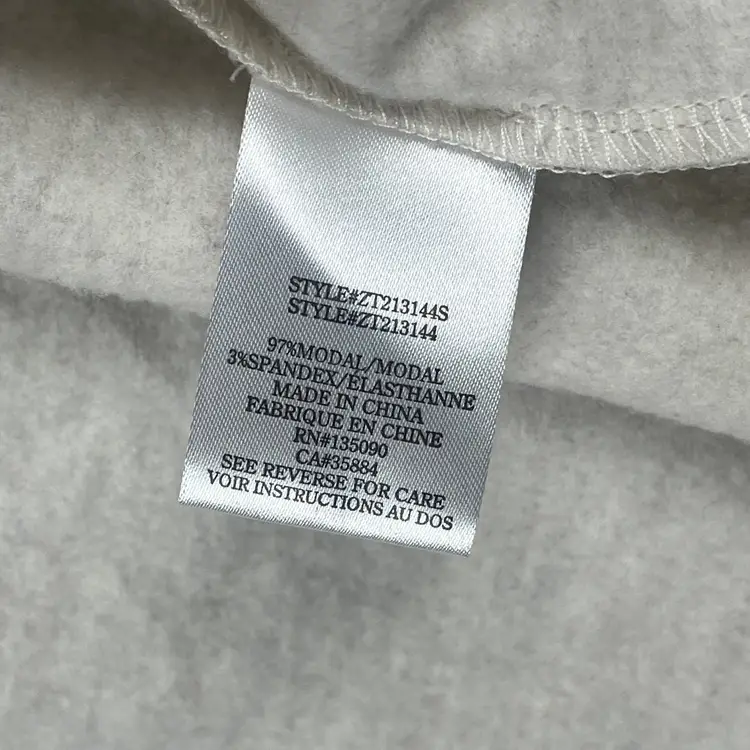 STYLE#ZT213144S
STYLE#ZT213144
97%MODAL/MODAL
3%SPANDEX/ÉLASTHANNE
MADE IN CHINA
FABRIQUE EN CHINE
RN#135090
CA#35884
SEE REVERSE FOR CARE
VOIR INSTRUCTIONS AU DOS